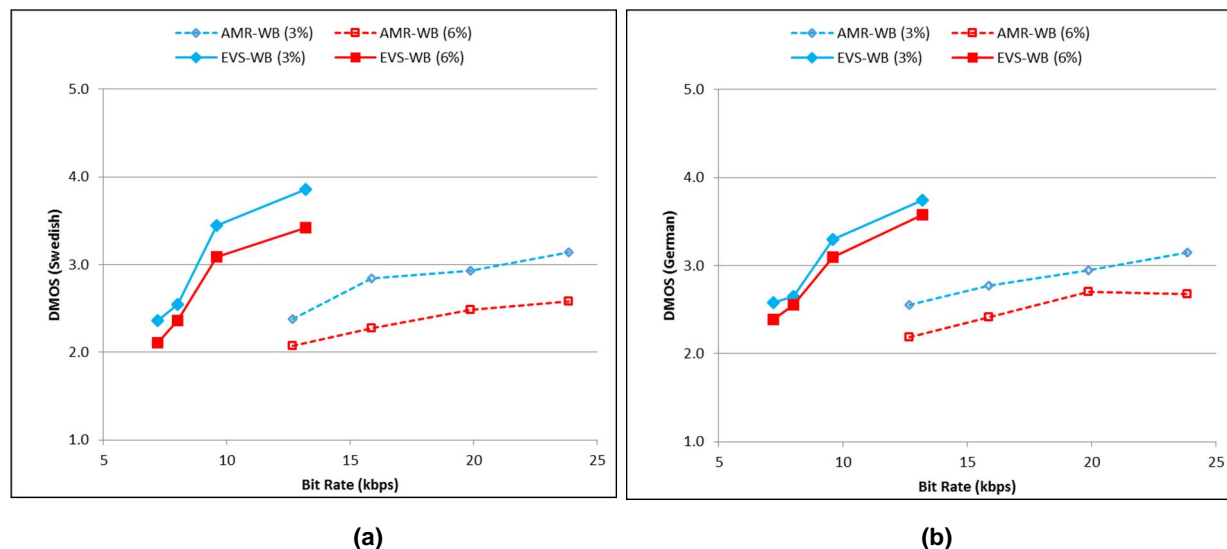 AMR-WB (3%) AMR-WB (6%)
EVS-WB (3%) EVS-WB (6%)
5.0
4.0
3.0
2.0
1.0
DMOS (Swedish)
5 10 15 20 25
Bit Rate (kbps)
(a)
AMR-WB (3%) AMR-WB (6%)
EVS-WB (3%) EVS-WB (6%)
5.0
4.0
3.0
2.0
1.0
DMOS (German)
5 10 15 20 25
Bit Rate (kbps)
(b)